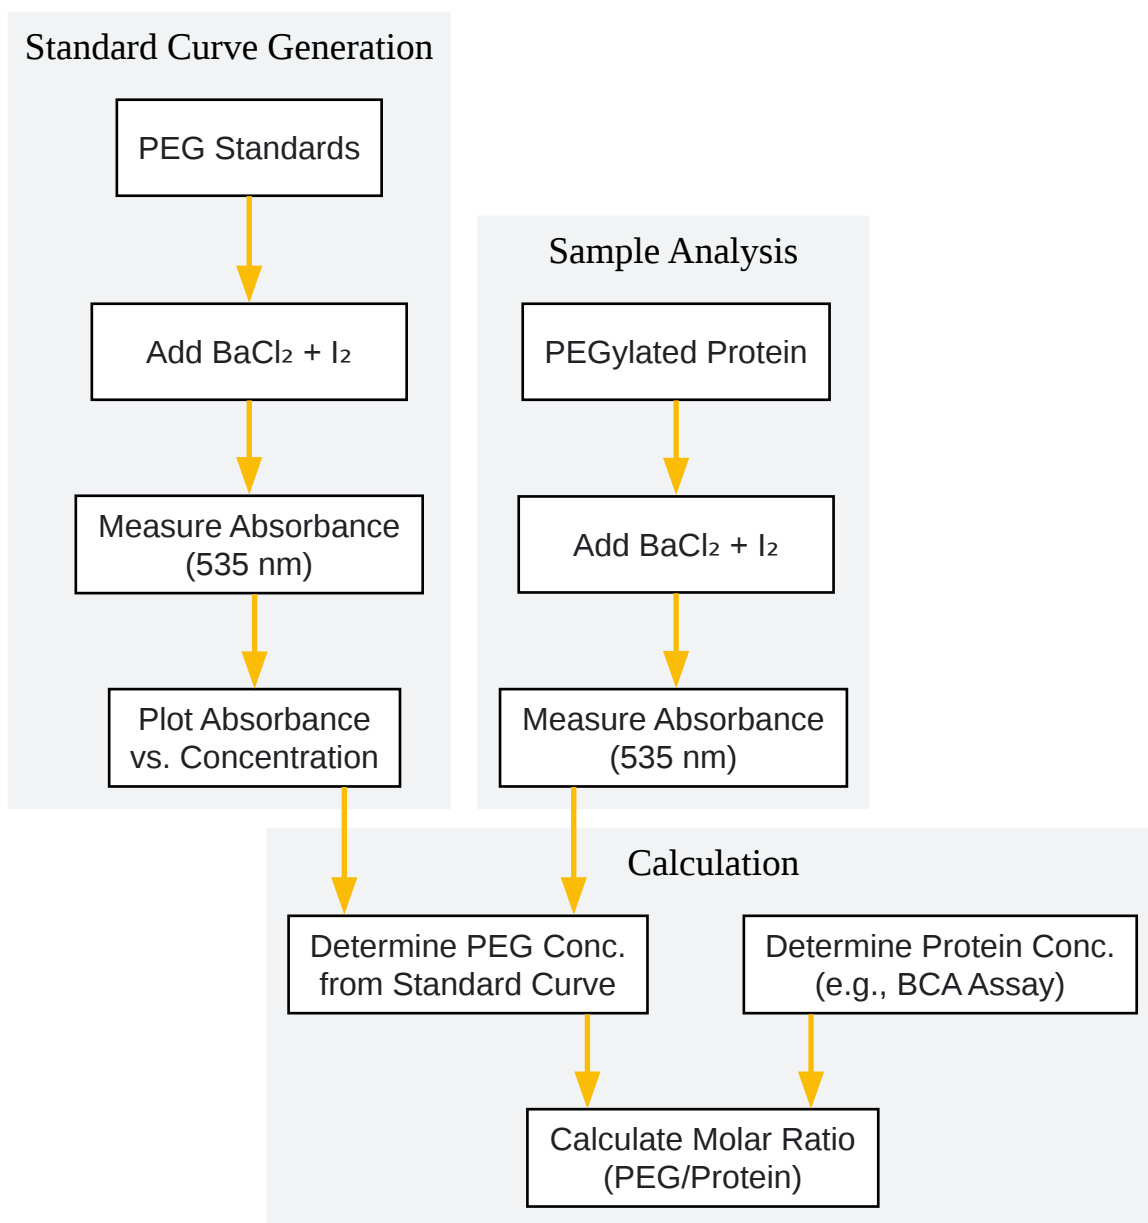 Standard Curve Generation
PEG Standards
Add BaCl₂ + I₂
Measure Absorbance
(535 nm)
Plot Absorbance
vs. Concentration
Sample Analysis
PEGylated Protein
Add BaCl₂ + I₂
Measure Absorbance
(535 nm)
Calculation
Determine PEG Conc.
from Standard Curve
Determine Protein Conc.
(e.g., BCA Assay)
Calculate Molar Ratio
(PEG/Protein)